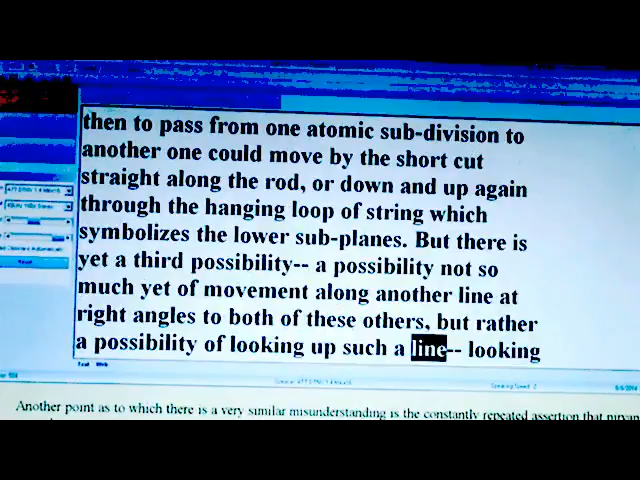 then to pass from one atomic sub-division to
another one could move by the short cut
straight along the rod, or down and up again
through the hanging loop of string which
symbolizes the lower sub-planes. But there is
yet a third possibility-- a possibility not so
much yet of movement along another line at
right angles to both of these others, but rather
a possibility of looking up such a line-- looking
Text Web
Another point as to which there is a very similar misunderstanding is the constantly repeated assertion that nirvan